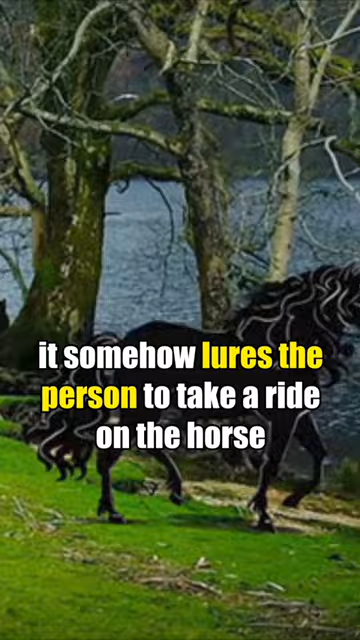 it somehow lures the
person to take a ride
on the horse